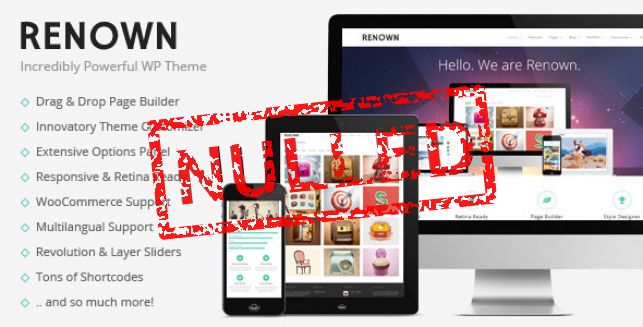 RENOWN
Incredibly Powerful WP Theme
Drag & Drop Page Builder
Innovatory Theme Customizer
Extensive Options Panel
Responsive & Retina Ready
WooCommerce Support
Multilangual Support
Revolution & Layer Sliders
Tons of Shortcodes
.. and so much more!
NULLED
RENOWN
Hello. We are Renown.
RENOWN
Retina Ready
Page Builder
Style Designer